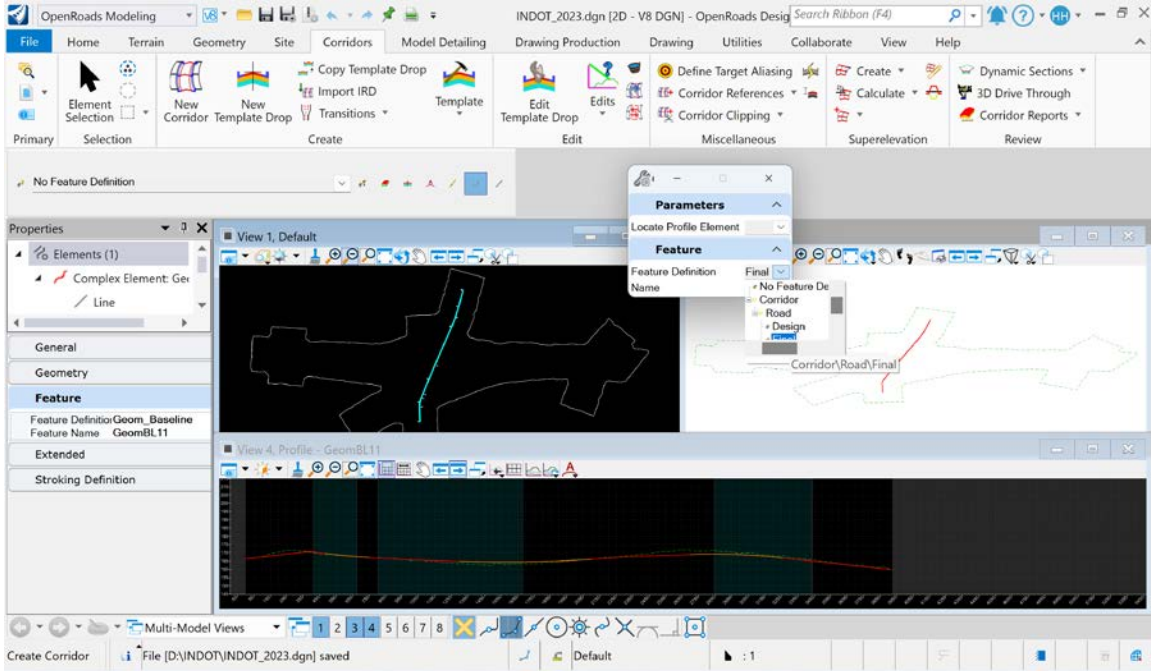 OpenRoads Modeling
INDOT_2023.dgn [2D - V8 DGN] - OpenRoads Desig
Search Ribbon (F4)
HH
File Home Terrain Geometry Site Corridors Model Detailing Drawing Production Drawing Utilities Collaborate View Help
Element Selection
New Corridor
New Template Drop
Copy Template Drop
Import IRD
Transitions
Template
Edit Template Drop
Edits
Define Target Aliasing
Corridor References
Corridor Clipping
Create
Calculate
Dynamic Sections
3D Drive Through
Corridor Reports
Primary Selection Create Edit Miscellaneous Superelevation Review
No Feature Definition
Parameters
Locate Profile Element
Feature
Feature Definition Final
Name
No Feature De
Corridor
Road
Design
Final
Corridor\Road\Final
Properties
Elements (1)
Complex Element: Geo
Line
General
Geometry
Feature
Feature Definitio Geom_Baseline
Feature Name GeomBL11
Extended
Stroking Definition
View 1, Default
View 4, Profile - GeomBL11
Multi-Model Views 1 2 3 4 5 6 7 8
Create Corridor File [D:\INDOT\INDOT_2023.dgn] saved Default : 1